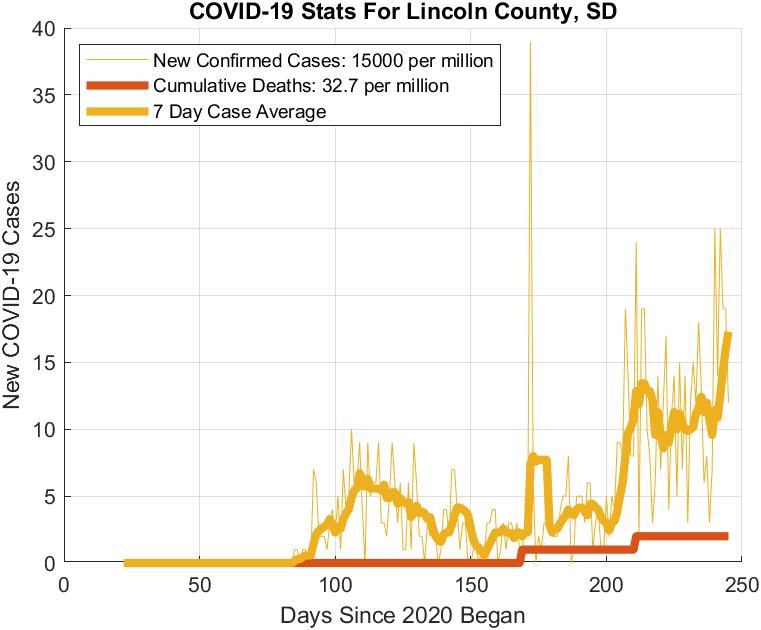 COVID-19 Stats For Lincoln County, SD
New Confirmed Cases: 15000 per million
Cumulative Deaths: 32.7 per million
7 Day Case Average
New COVID-19 Cases
40
35
30
25
20
15
10
5
0
0
50
100
150
200
250
Days Since 2020 Began